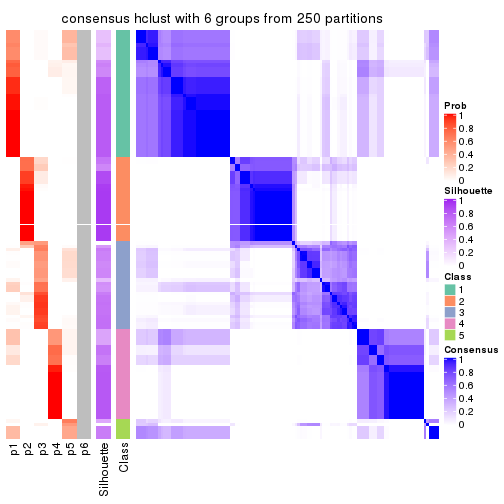 consensus hclust with 6 groups from 250 partitions
Prob
1
0.8
0.6
0.4
0.2
0
Silhouette
1
0.8
0.6
0.4
0.2
0
Class
1
2
3
4
5
Consensus
1
0.8
0.6
0.4
0.2
0
p1
p2
p3
p4
p5
p6
Silhouette
Class